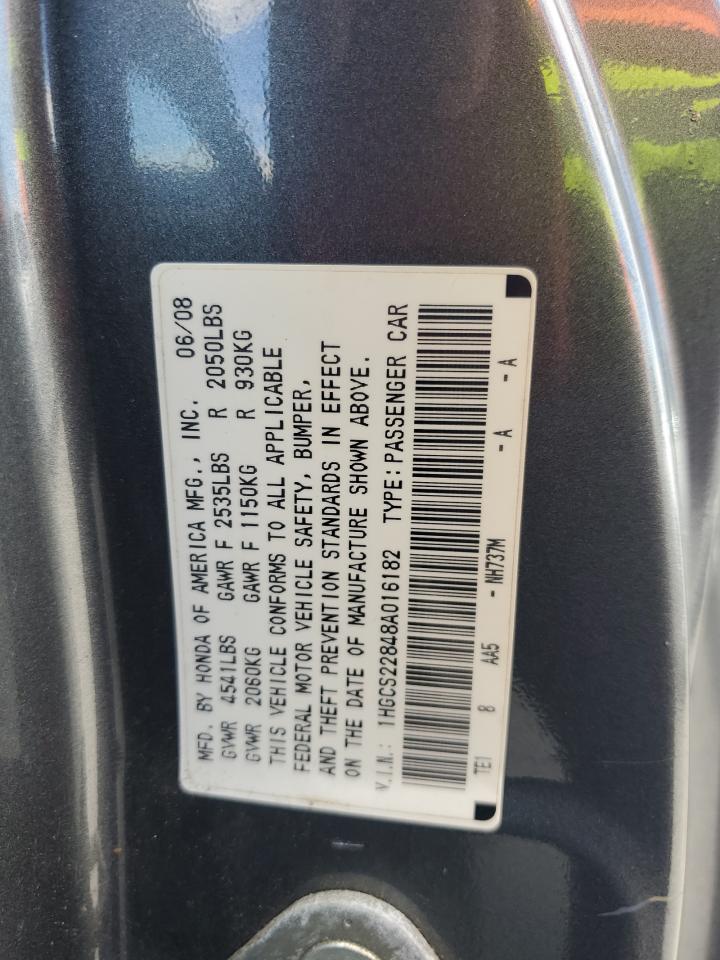 MFD. BY HONDA OF AMERICA MFG., INC. 06/08
GVWR 4541LBS GAWR F 2535LBS R 2050LBS
GVWR 2060KG GAWR F 1150KG R 930KG
THIS VEHICLE CONFORMS TO ALL APPLICABLE
FEDERAL MOTOR VEHICLE SAFETY, BUMPER,
AND THEFT PREVENTION STANDARDS IN EFFECT
ON THE DATE OF MANUFACTURE SHOWN ABOVE.
V.I.N.: 1HGCS22848A016182 TYPE: PASSENGER CAR
TE1 8 AA5 - NH737M - A - A